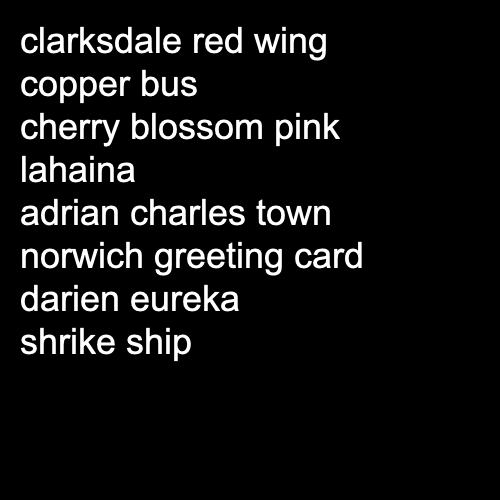 clarksdale red wing
copper bus
cherry blossom pink
lahaina
adrian charles town
norwich greeting card
darien eureka
shrike ship